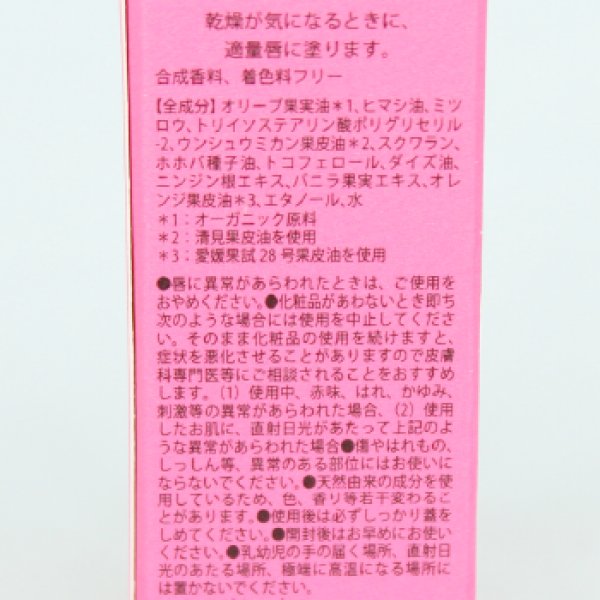 乾燥が気になるときに、
適量唇に塗ります。
合成香料、着色料フリー
【全成分】オリーブ果実油＊1、ヒマシ油、ミツ
ロウ、トリイソステアリン酸ポリグリセリル
-2、ウンシュウミカン果皮油＊2、スクワラン、
ホホバ種子油、トコフェロール、ダイズ油、
ニンジン根エキス、バニラ果実エキス、オレ
ンジ果皮油＊3、エタノール、水
＊1：オーガニック原料
＊2：清見果皮油を使用
＊3：愛媛果試 28 号果皮油を使用
●唇に異常があらわれたときは、ご使用を
おやめください。●化粧品があわないとき即ち
次のような場合には使用を中止してくださ
い。そのまま化粧品の使用を続けますと、
症状を悪化させることがありますので皮膚
科専門医等にご相談されることをおすすめ
します。（1）使用中、赤味、はれ、かゆみ、
刺激等の異常があらわれた場合、（2）使用
したお肌に、直射日光があたって上記のよ
うな異常があらわれた場合●傷やはれもの、
しっしん等、異常のある部位にはお使いに
ならないでください。●天然由来の成分を使
用しているため、色、香り等若干変わるこ
とがあります。●使用後は必ずしっかり蓋を
しめてください。●開封後はお早めにお使い
ください。●乳幼児の手の届く場所、直射日
光のあたる場所、極端に高温になる場所に
は置かないでください。